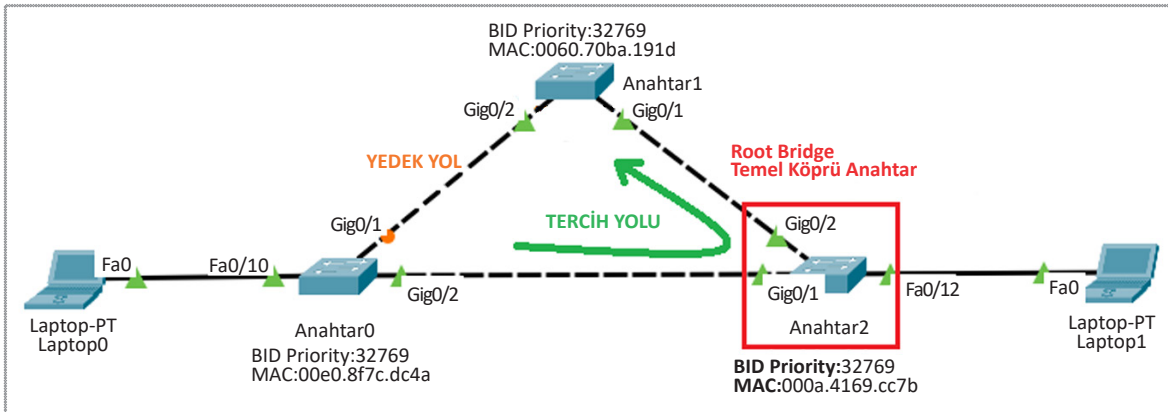 BID Priority:32769
MAC:0060.70ba.191d
Anahtar1
Gig0/2
Gig0/1
YEDEK YOL
Root Bridge
Temel Köprü Anahtar
Gig0/1
TERCİH YOLU
Gig0/2
Fa0
Fa0/10
Gig0/2
Gig0/1
Fa0/12
Fa0
Laptop-PT
Laptop0
Anahtar0
BID Priority:32769
MAC:00e0.8f7c.dc4a
Anahtar2
BID Priority:32769
MAC:000a.4169.cc7b
Laptop-PT
Laptop1